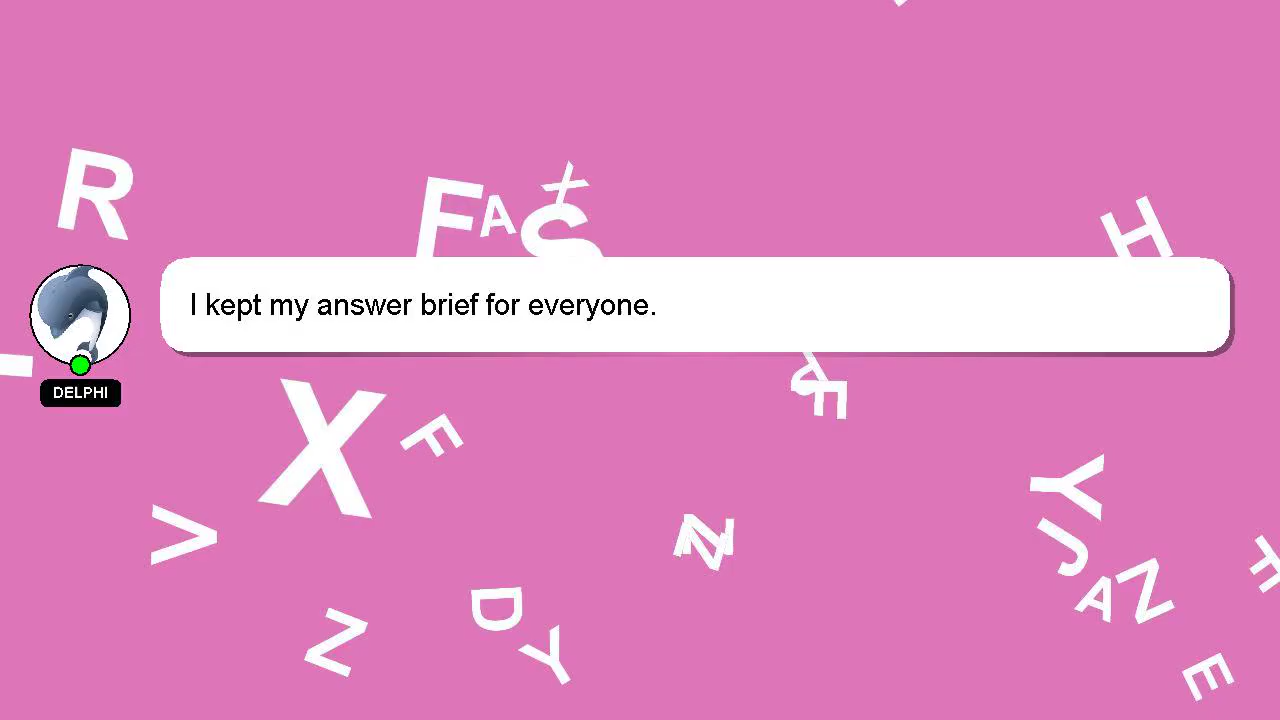 R
F
A
X
S
H
I kept my answer brief for everyone.
DELPHI
F
X
F
Y
V
N
J
F
A
N
Z
D
Y
E